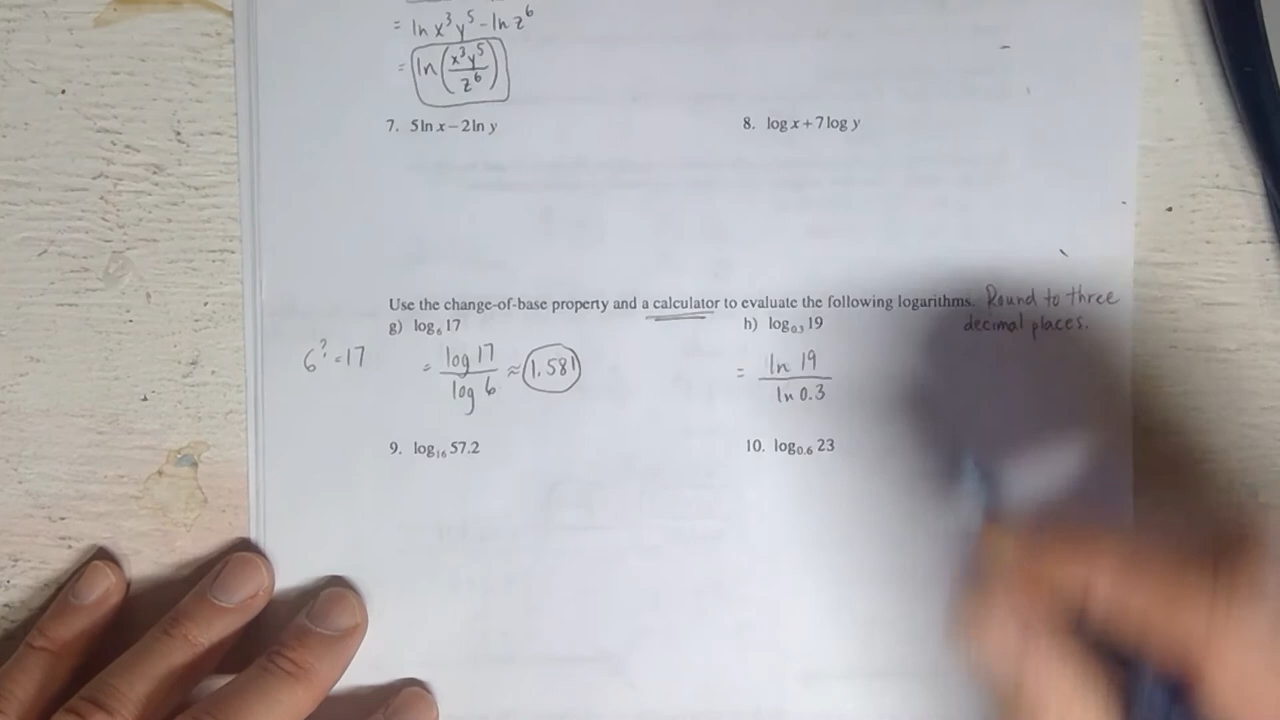 = ln x³y⁵ - ln z⁶
= ln(x³y⁵/z⁶)
7. 5 ln x − 2 ln y
8. log x + 7 log y
Use the change-of-base property and a calculator to evaluate the following logarithms. Round to three
decimal places.
g) log₆ 17
h) log₀.₃ 19
6^? = 17
= log 17 / log 6 ≈ 1.581
= ln 19 / ln 0.3
9. log₁₆ 57.2
10. log₀.₆ 23